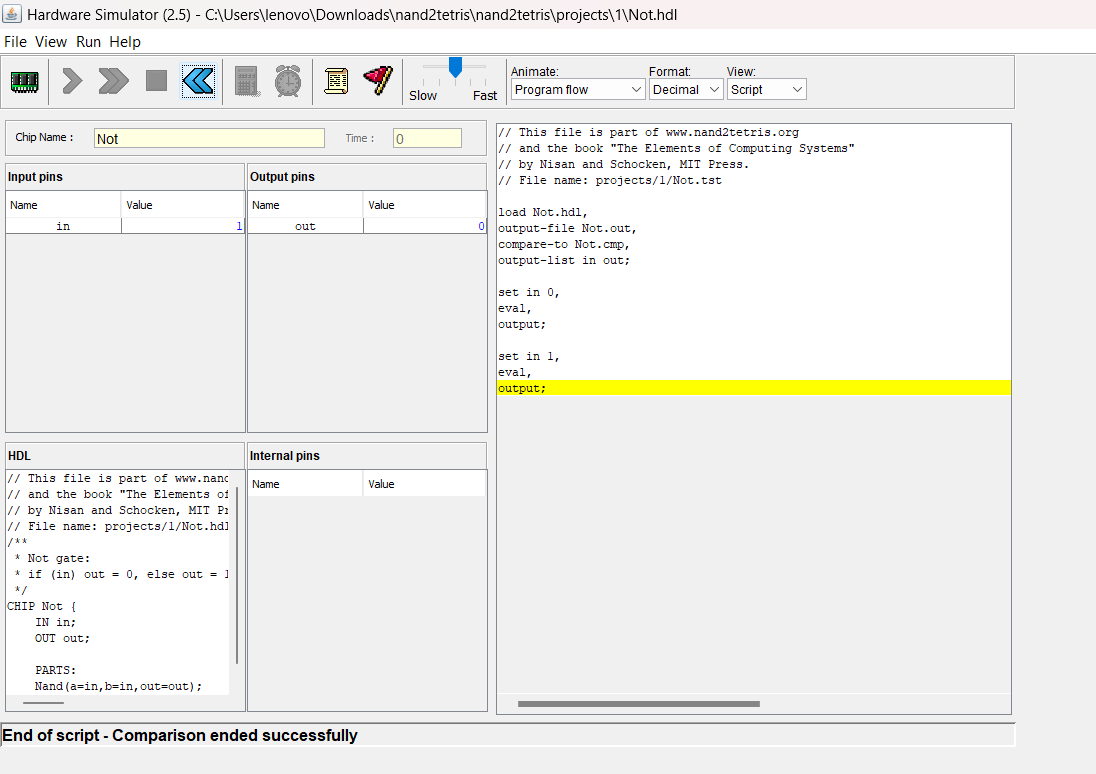 Hardware Simulator (2.5) - C:\Users\lenovo\Downloads\nand2tetris\nand2tetris\projects\1\Not.hdl
File View Run Help
Slow Fast
Animate: Format: View:
Program flow Decimal Script
Chip Name : Not Time : 0
Input pins
Name Value
in 1
Output pins
Name Value
out 0
HDL
// This file is part of www.nand
// and the book "The Elements of
// by Nisan and Schocken, MIT Pr
// File name: projects/1/Not.hdl
/**
 * Not gate:
 * if (in) out = 0, else out = 1
 */
CHIP Not {
    IN in;
    OUT out;

    PARTS:
    Nand(a=in,b=in,out=out);
Internal pins
Name Value
// This file is part of www.nand2tetris.org
// and the book "The Elements of Computing Systems"
// by Nisan and Schocken, MIT Press.
// File name: projects/1/Not.tst

load Not.hdl,
output-file Not.out,
compare-to Not.cmp,
output-list in out;

set in 0,
eval,
output;

set in 1,
eval,
output;
End of script - Comparison ended successfully